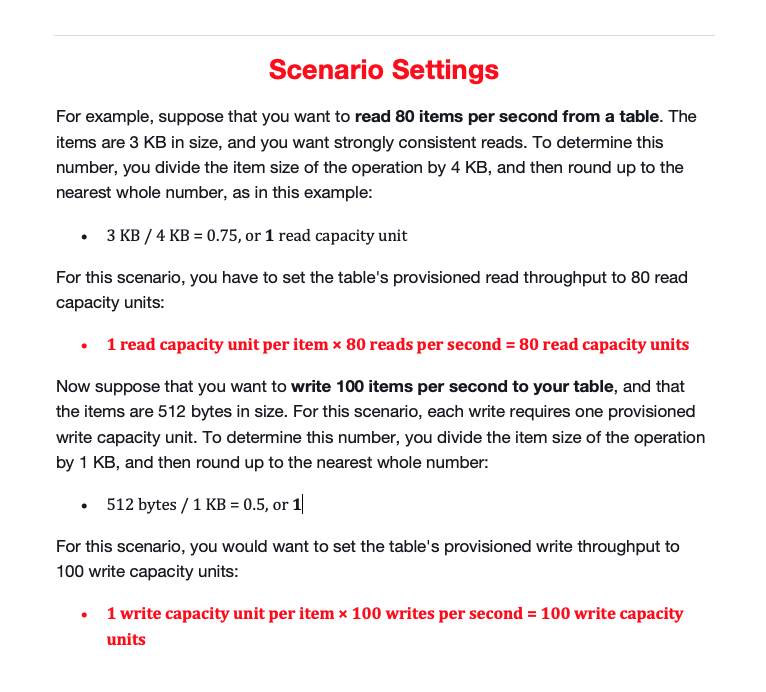 Scenario Settings
For example, suppose that you want to read 80 items per second from a table. The
items are 3 KB in size, and you want strongly consistent reads. To determine this
number, you divide the item size of the operation by 4 KB, and then round up to the
nearest whole number, as in this example:
• 3 KB / 4 KB = 0.75, or 1 read capacity unit
For this scenario, you have to set the table's provisioned read throughput to 80 read
capacity units:
• 1 read capacity unit per item × 80 reads per second = 80 read capacity units
Now suppose that you want to write 100 items per second to your table, and that
the items are 512 bytes in size. For this scenario, each write requires one provisioned
write capacity unit. To determine this number, you divide the item size of the operation
by 1 KB, and then round up to the nearest whole number:
• 512 bytes / 1 KB = 0.5, or 1
For this scenario, you would want to set the table's provisioned write throughput to
100 write capacity units:
• 1 write capacity unit per item × 100 writes per second = 100 write capacity
units